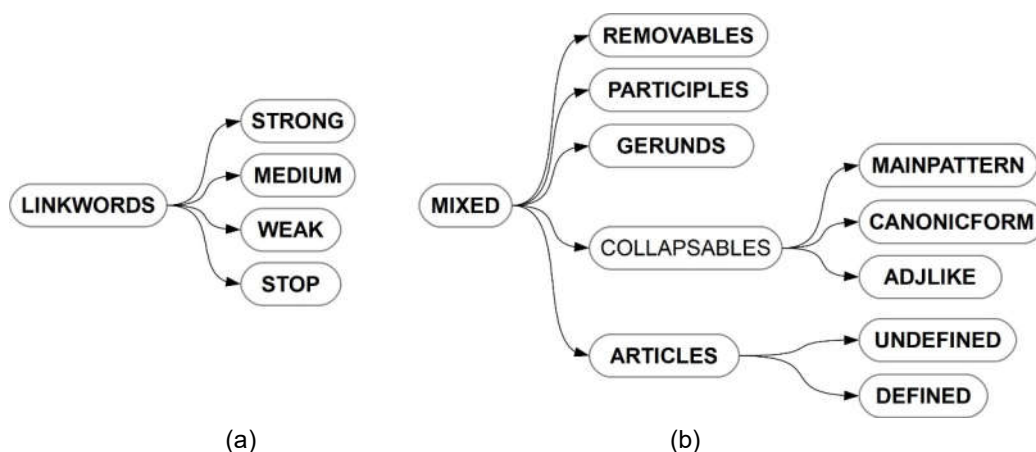 LINKWORDS
STRONG
MEDIUM
WEAK
STOP
(a)
MIXED
REMOVABLES
PARTICIPLES
GERUNDS
COLLAPSABLES
MAINPATTERN
CANONICFORM
ADJLIKE
ARTICLES
UNDEFINED
DEFINED
(b)